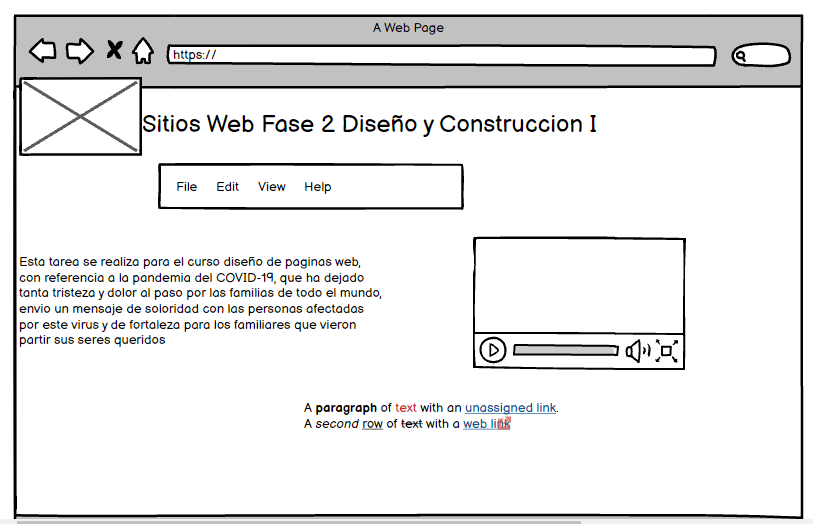 A Web Page
https://
Sitios Web Fase 2 Diseño y Construccion I
File Edit View Help
Esta tarea se realiza para el curso diseño de paginas web,
con referencia a la pandemia del COVID-19, que ha dejado
tanta tristeza y dolor al paso por las familias de todo el mundo,
envio un mensaje de soloridad con las personas afectadas
por este virus y de fortaleza para los familiares que vieron
partir sus seres queridos
A paragraph of text with an unassigned link.
A second row of text with a web link